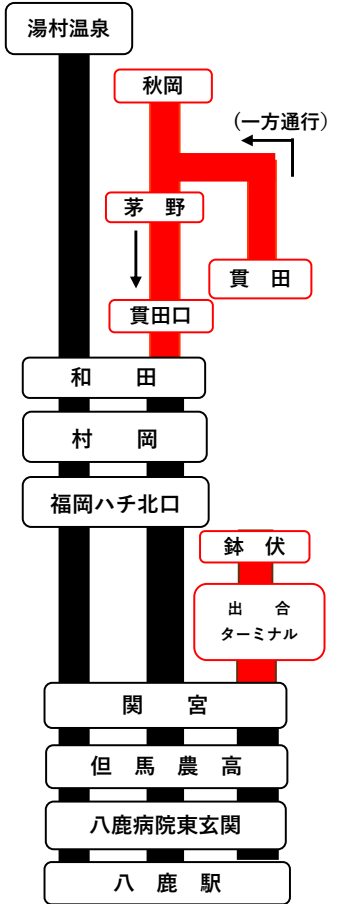 湯村温泉
秋岡
（一方通行）
茅　野
貫　田
貫田口
和　　田
村　　岡
福岡ハチ北口
鉢　伏
出　　合
ターミナル
関　　宮
但　馬　農　高
八鹿病院東玄関
八　鹿　駅